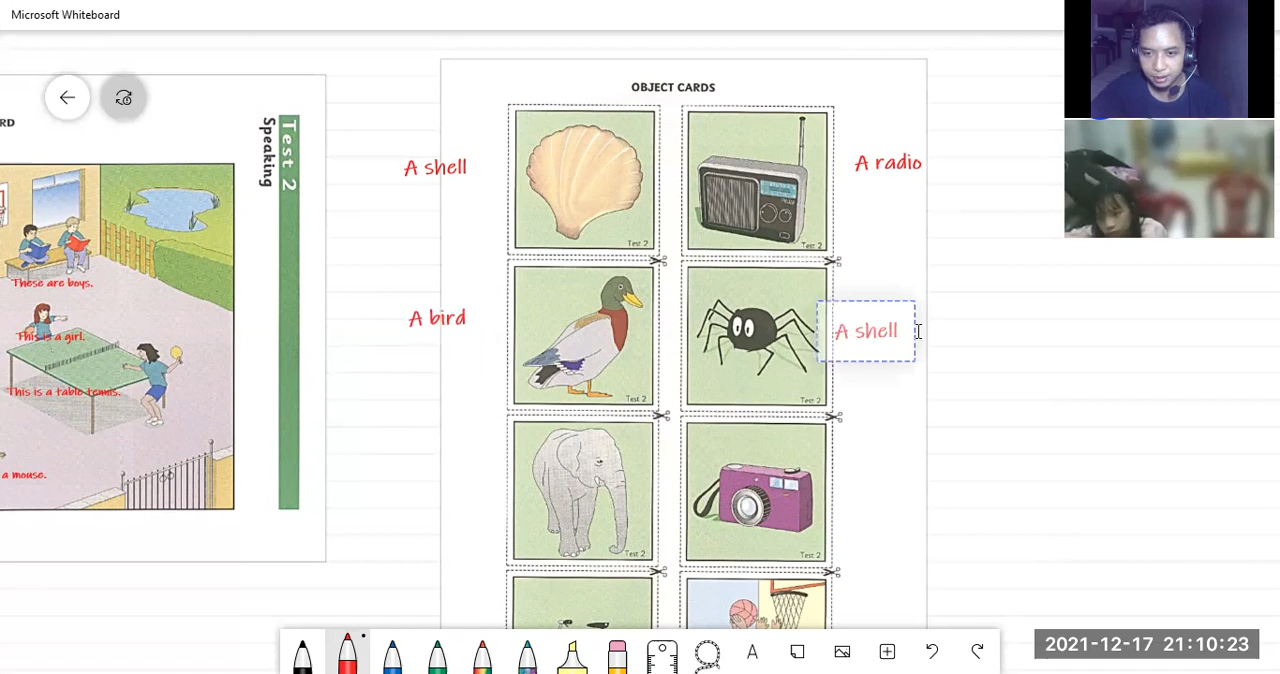 Microsoft Whiteboard
RD
Test 2
Speaking
These are boys.
This is a girl.
This is a table tennis.
a mouse.
OBJECT CARDS
A shell
Test 2
Test 2
A radio
A bird
Test 2
Test 2
A shell
Test 2
Test 2
A
2021-12-17 21:10:23